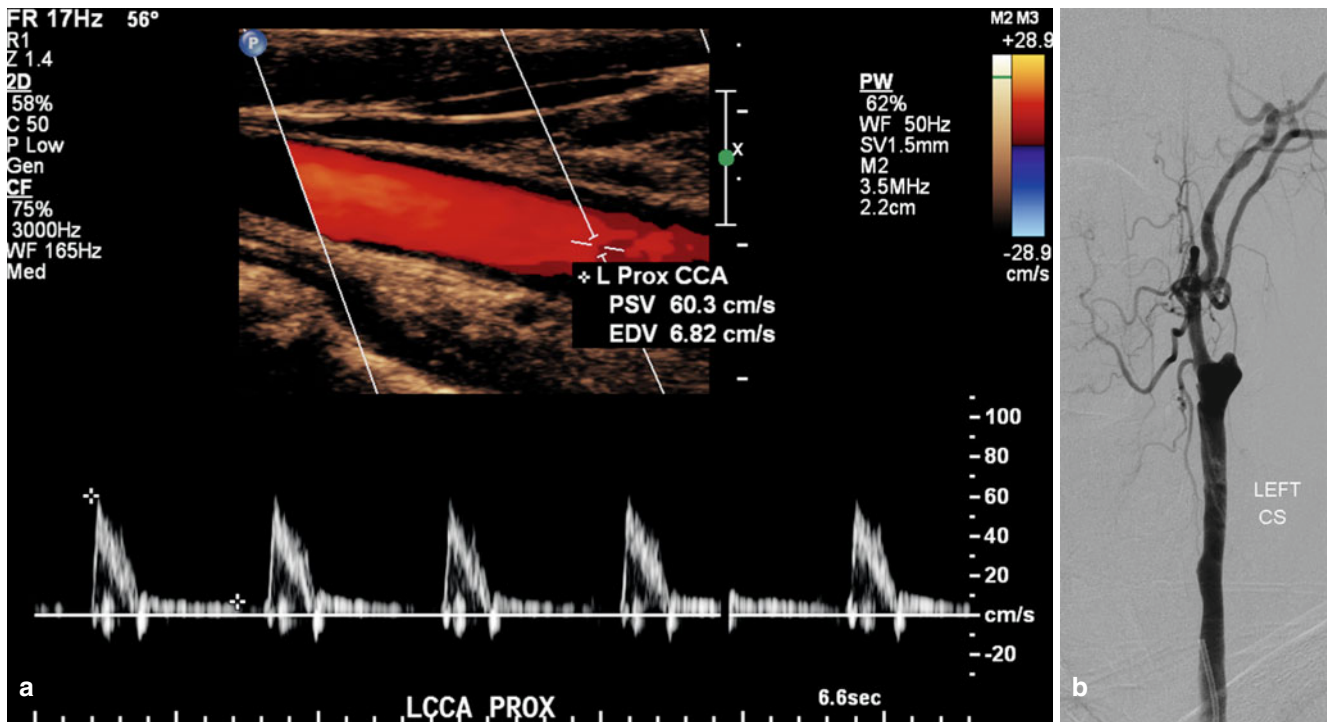 FR 17Hz 56°
R1
Z 1.4
2D
58%
C 50
P Low
Gen
CF
75%
3000Hz
WF 165Hz
Med
P
M2 M3
+28.9
-28.9
cm/s
PW
62%
WF 50Hz
SV1.5mm
M2
3.5MHz
2.2cm
x
L Prox CCA
PSV 60.3 cm/s
EDV 6.82 cm/s
100
80
60
40
20
cm/s
-20
6.6sec
LCCA PROX
a
LEFT
CS
b